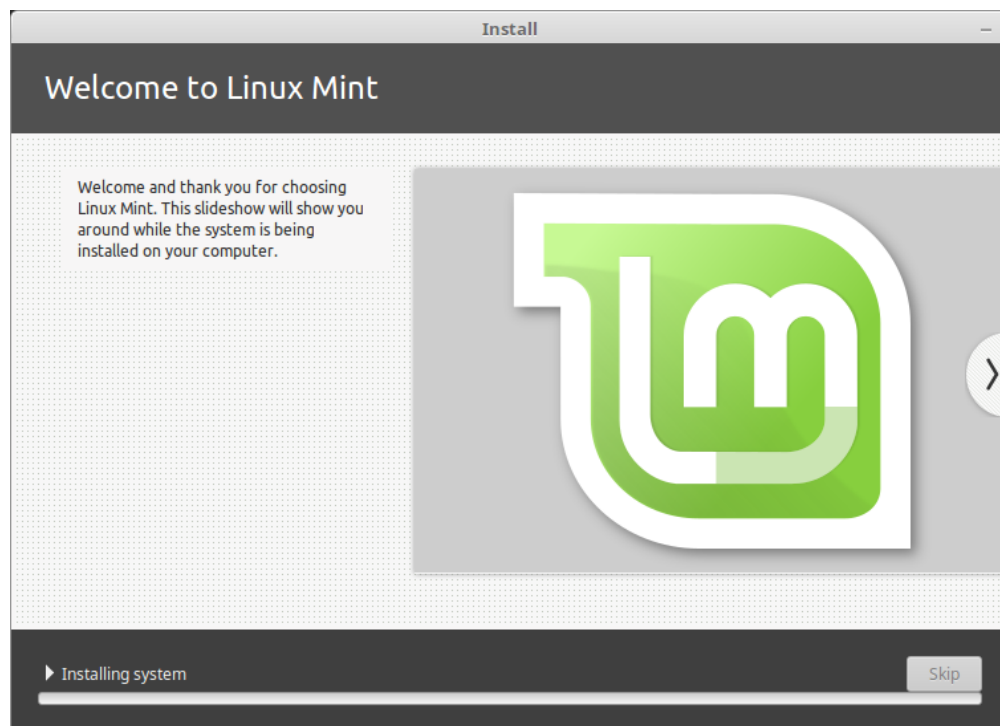 Install
Welcome to Linux Mint
Welcome and thank you for choosing
Linux Mint. This slideshow will show you
around while the system is being
installed on your computer.
lm
Installing system
Skip